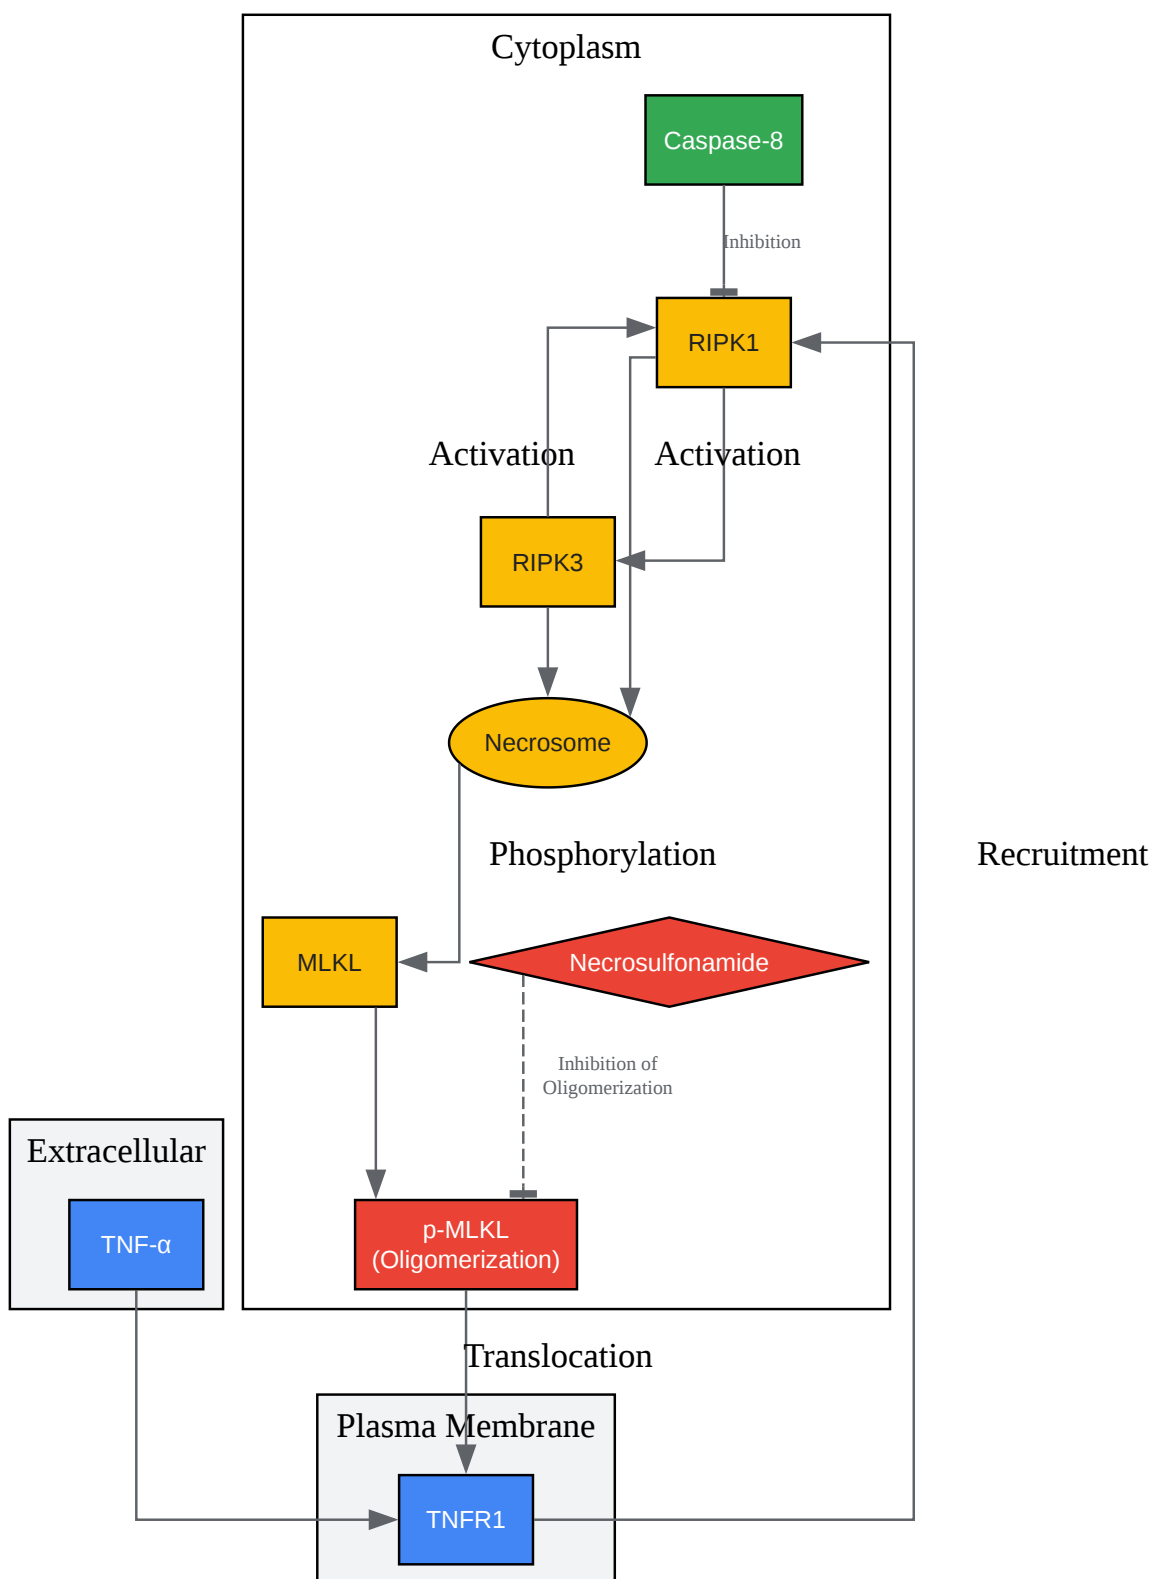 Cytoplasm
Caspase-8
Inhibition
RIPK1
Activation
Activation
RIPK3
Necrosome
Phosphorylation
Recruitment
MLKL
Necrosulfonamide
Inhibition of
Oligomerization
Extracellular
TNF-α
p-MLKL
(Oligomerization)
Translocation
Plasma Membrane
TNFR1